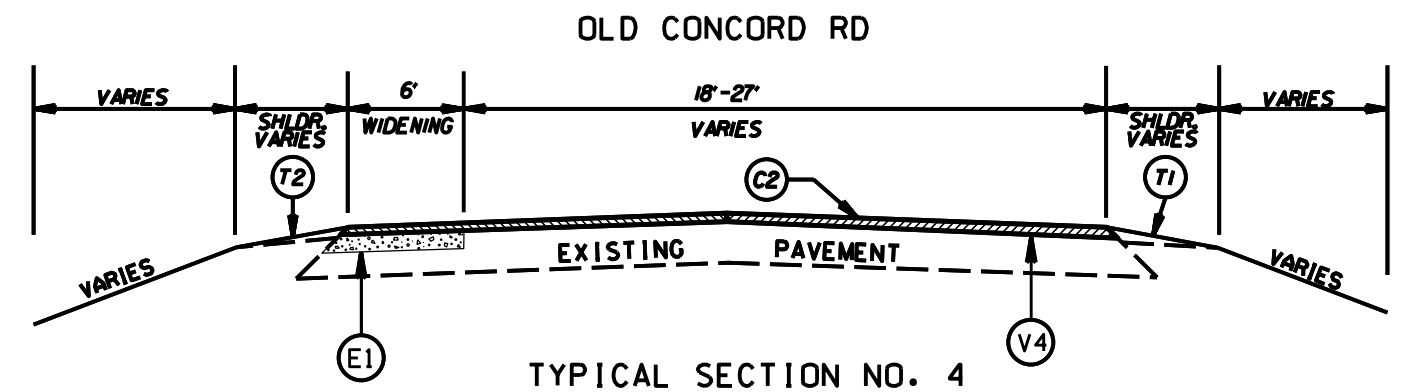 OLD CONCORD RD
VARIES
SHLDR.
VARIES
6'
WIDENING
18'-27'
VARIES
SHLDR.
VARIES
VARIES
T2
C2
T1
EXISTING PAVEMENT
VARIES
VARIES
E1
V4
TYPICAL SECTION NO. 4